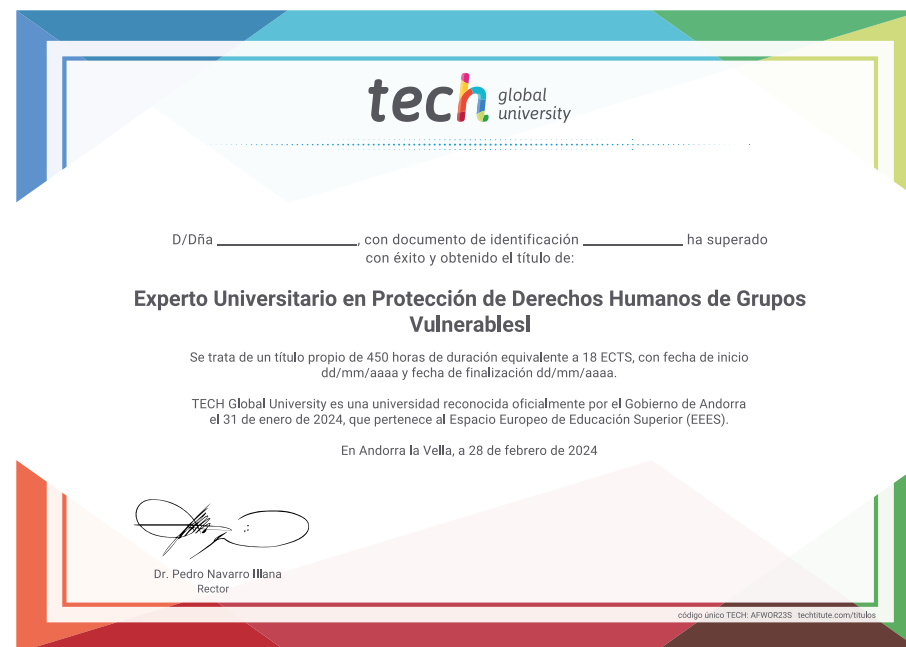 tech global
university
D/Dña ____________________, con documento de identificación ______________ ha superado
con éxito y obtenido el título de:
Experto Universitario en Protección de Derechos Humanos de Grupos
Vulnerablesl
Se trata de un título propio de 450 horas de duración equivalente a 18 ECTS, con fecha de inicio
dd/mm/aaaa y fecha de finalización dd/mm/aaaa.
TECH Global University es una universidad reconocida oficialmente por el Gobierno de Andorra
el 31 de enero de 2024, que pertenece al Espacio Europeo de Educación Superior (EEES).
En Andorra la Vella, a 28 de febrero de 2024
Dr. Pedro Navarro Illana
Rector
código único TECH: AFWOR23S techtitute.com/titulos